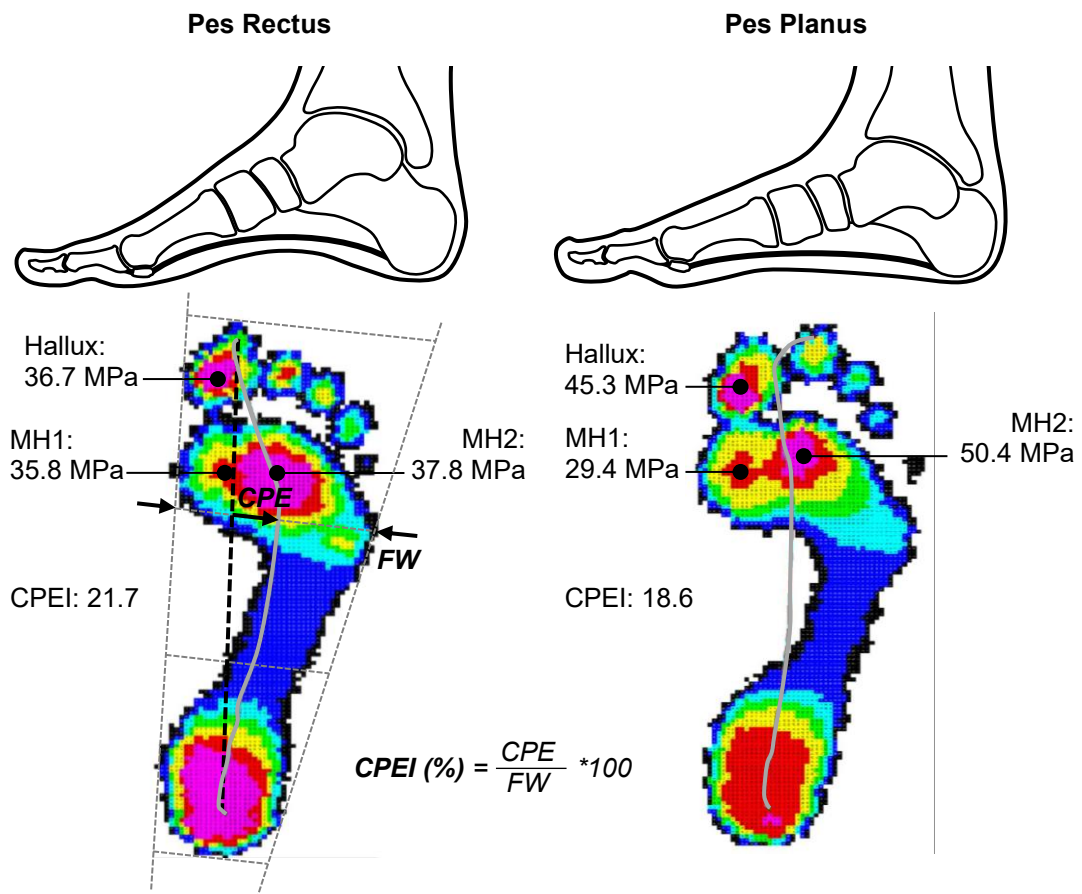 Pes Rectus
Pes Planus
Hallux:
36.7 MPa
MH1:
35.8 MPa
MH2:
37.8 MPa
CPE
FW
CPEI: 21.7
Hallux:
45.3 MPa
MH1:
29.4 MPa
MH2:
50.4 MPa
CPEI: 18.6
CPEI (%) = CPE / FW *100